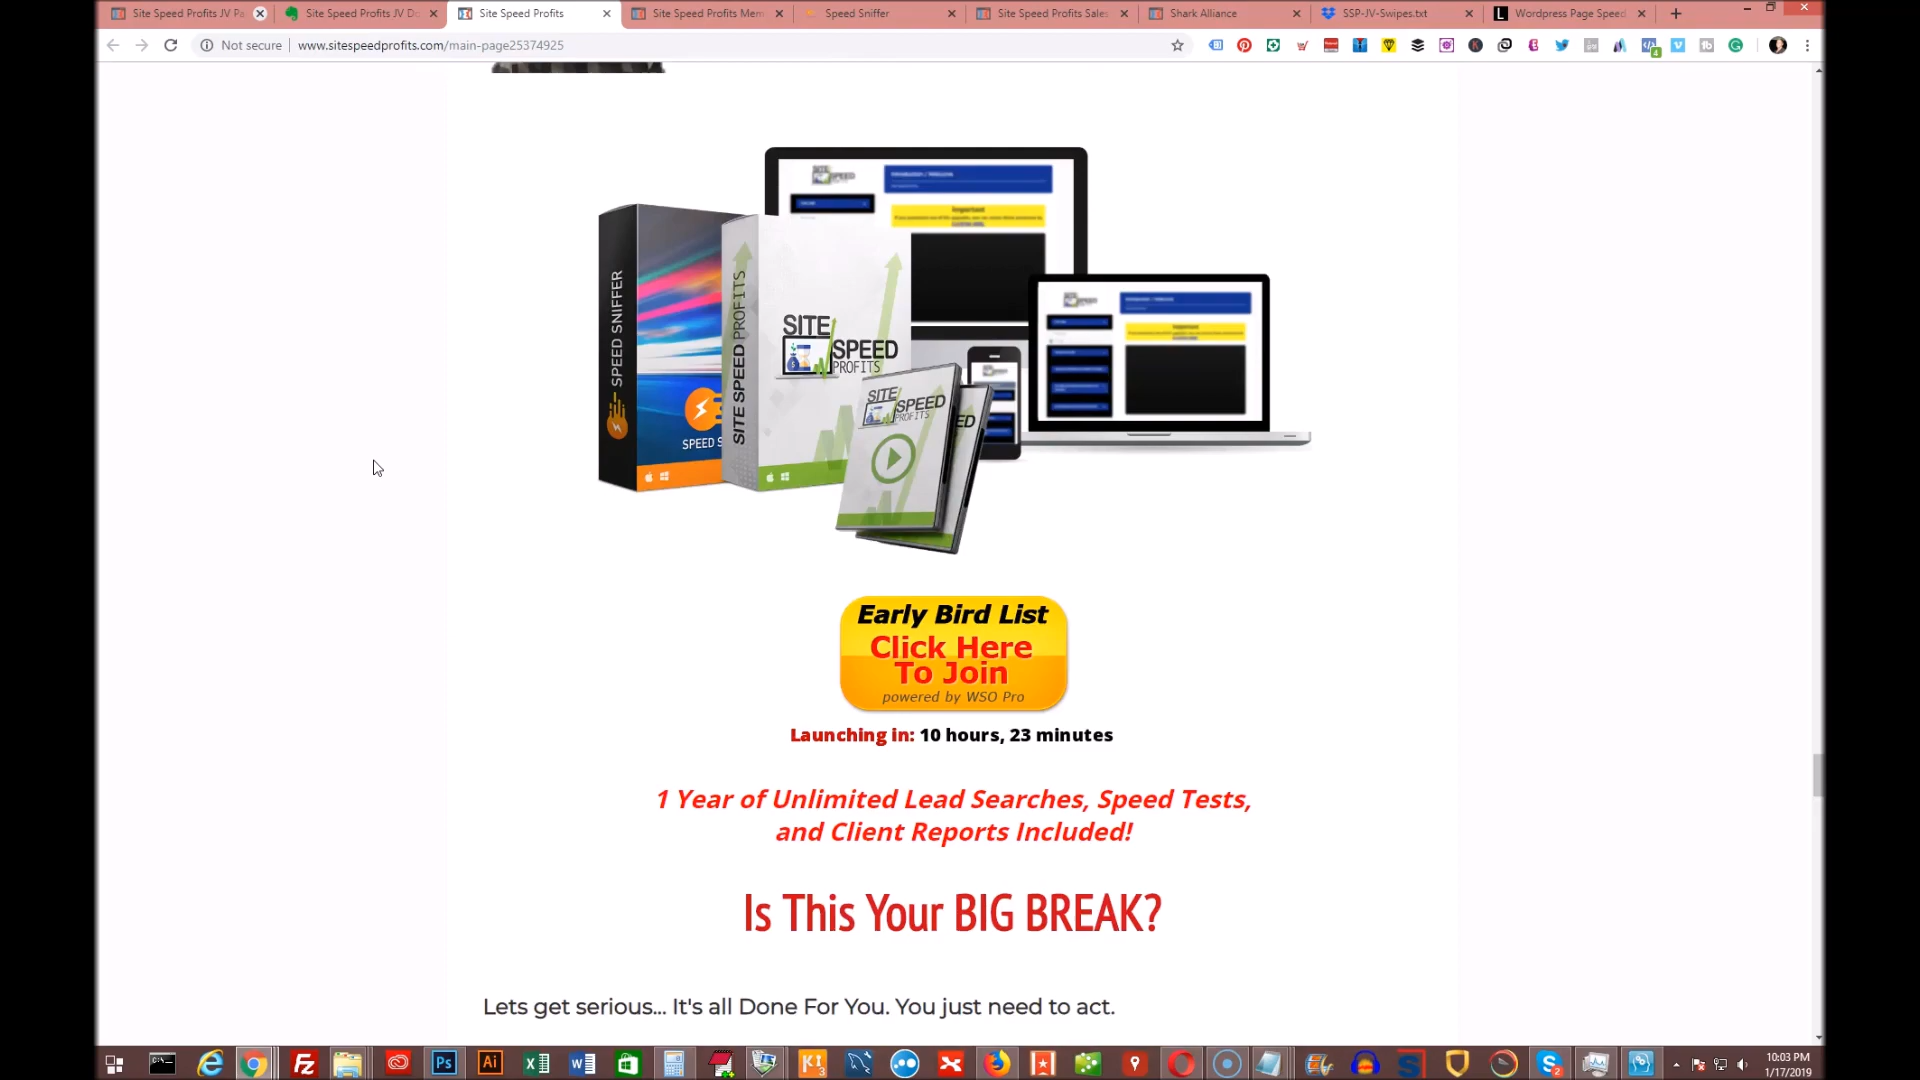 Site Speed Profits JV Pa
Site Speed Profits JV Do
Site Speed Profits
Site Speed Profits Mem
Speed Sniffer
Site Speed Profits Sales
Shark Alliance
SSP-JV-Swipes.txt
Wordpress Page Speed
Not secure
www.sitespeedprofits.com/main-page25374925
SPEED SNIFFER
SPEED S
SITE SPEED PROFITS
SITE
SPEED
PROFITS
SITE
SPEED
PROFITS
Introduction / Welcome
Important
Early Bird List
Click Here
To Join
powered by WSO Pro
Launching in: 10 hours, 23 minutes
1 Year of Unlimited Lead Searches, Speed Tests,
and Client Reports Included!
Is This Your BIG BREAK?
Lets get serious... It's all Done For You. You just need to act.
10:03 PM
1/17/2019